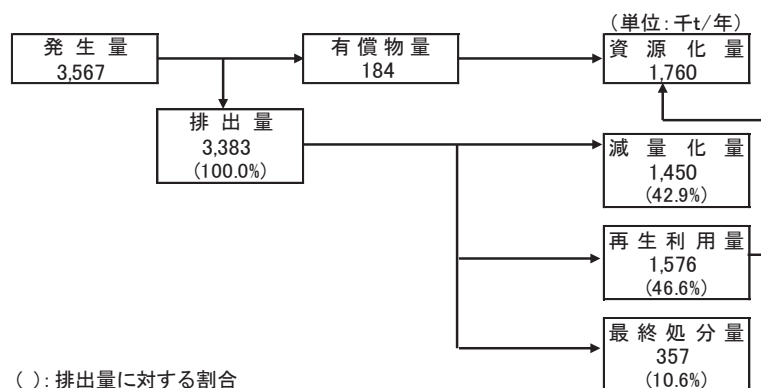 (単位:千t/年)
発生量
3,567
有償物量
184
資源化量
1,760
排出量
3,383
(100.0%)
減量化量
1,450
(42.9%)
再生利用量
1,576
(46.6%)
最終処分量
357
(10.6%)
( ):排出量に対する割合